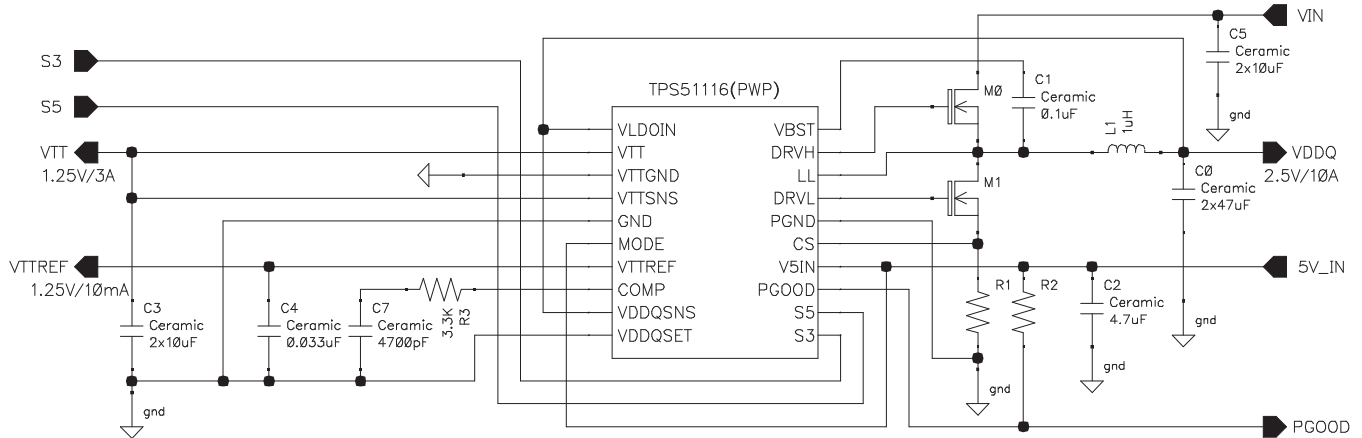 VIN
S3
S5
VTT
1.25V/3A
VTTREF
1.25V/10mA
C3
Ceramic
2x10uF
gnd
C4
Ceramic
0.033uF
C7
Ceramic
4700pF
3.3K
R3
TPS51116(PWP)
VLDOIN
VTT
VTTGND
VTTSNS
GND
MODE
VTTREF
COMP
VDDQSNS
VDDQSET
VBST
DRVH
LL
DRVL
PGND
CS
V5IN
PGOOD
S5
S3
M0
M1
C1
Ceramic
0.1uF
L1
1uH
C5
Ceramic
2x10uF
gnd
VDDQ
2.5V/10A
C0
Ceramic
2x47uF
gnd
5V_IN
R1
R2
C2
Ceramic
4.7uF
gnd
gnd
PGOOD